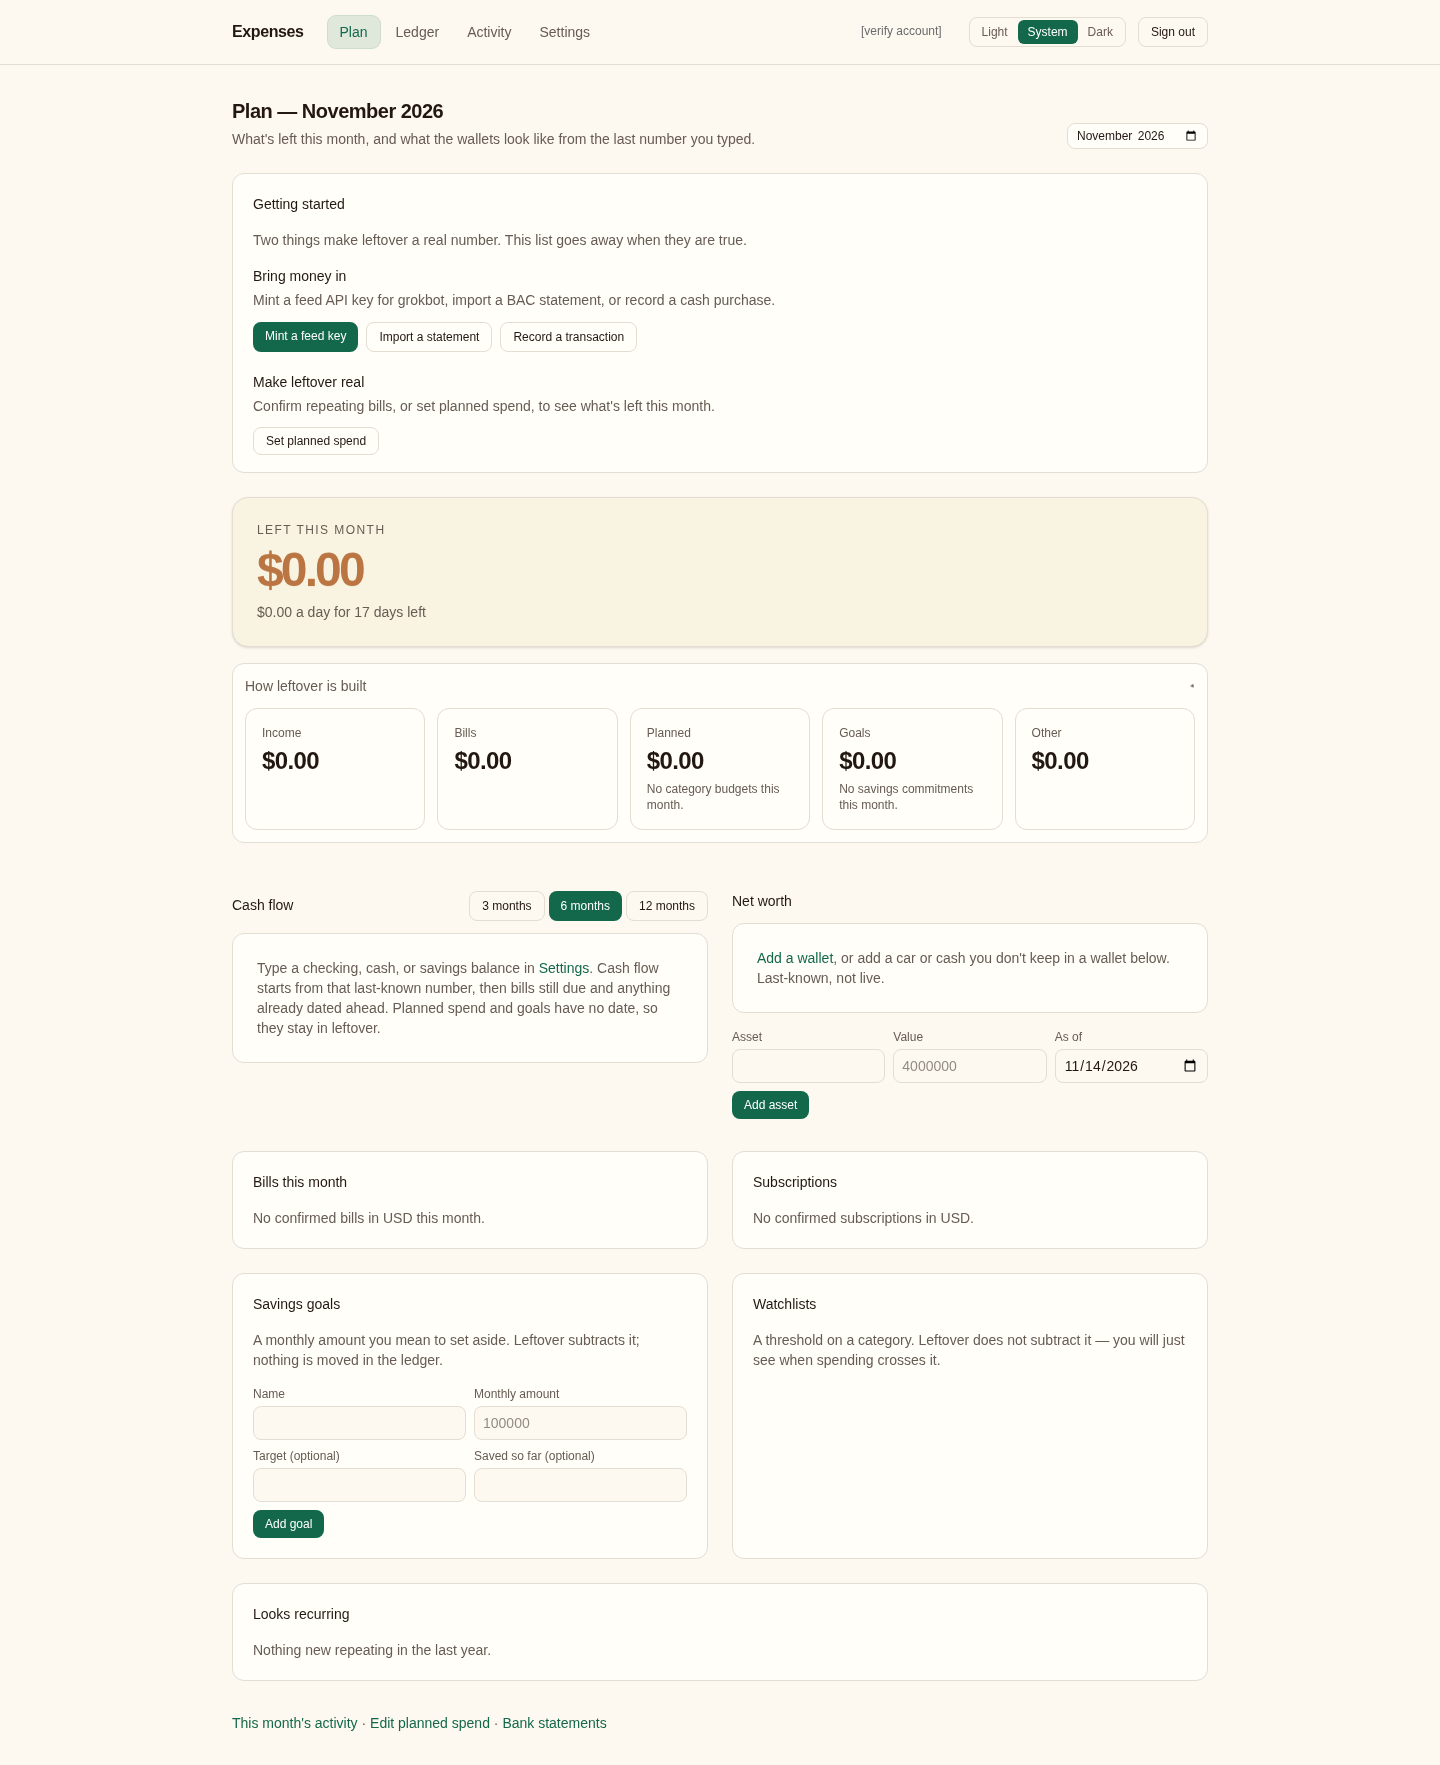 Expenses
Plan
Ledger
Activity
Settings
[verify account]
Light
System
Dark
Sign out
Plan — November 2026
What's left this month, and what the wallets look like from the last number you typed.
November 2026
Getting started
Two things make leftover a real number. This list goes away when they are true.
Bring money in
Mint a feed API key for grokbot, import a BAC statement, or record a cash purchase.
Mint a feed key
Import a statement
Record a transaction
Make leftover real
Confirm repeating bills, or set planned spend, to see what's left this month.
Set planned spend
LEFT THIS MONTH
$0.00
$0.00 a day for 17 days left
How leftover is built
Income
$0.00
Bills
$0.00
Planned
$0.00
No category budgets this
month.
Goals
$0.00
No savings commitments
this month.
Other
$0.00
Cash flow
3 months
6 months
12 months
Type a checking, cash, or savings balance in Settings. Cash flow
starts from that last-known number, then bills still due and anything
already dated ahead. Planned spend and goals have no date, so
they stay in leftover.
Net worth
Add a wallet, or add a car or cash you don't keep in a wallet below.
Last-known, not live.
Asset
Value
As of
4000000
11/14/2026
Add asset
Bills this month
No confirmed bills in USD this month.
Subscriptions
No confirmed subscriptions in USD.
Savings goals
A monthly amount you mean to set aside. Leftover subtracts it;
nothing is moved in the ledger.
Name
Monthly amount
100000
Target (optional)
Saved so far (optional)
Add goal
Watchlists
A threshold on a category. Leftover does not subtract it — you will just
see when spending crosses it.
Looks recurring
Nothing new repeating in the last year.
This month's activity · Edit planned spend · Bank statements